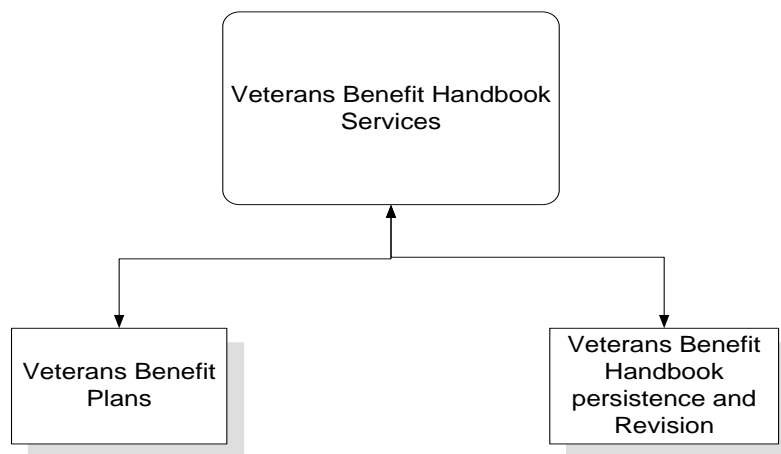 Veterans Benefit Handbook
Services
Veterans Benefit
Plans
Veterans Benefit
Handbook
persistence and
Revision